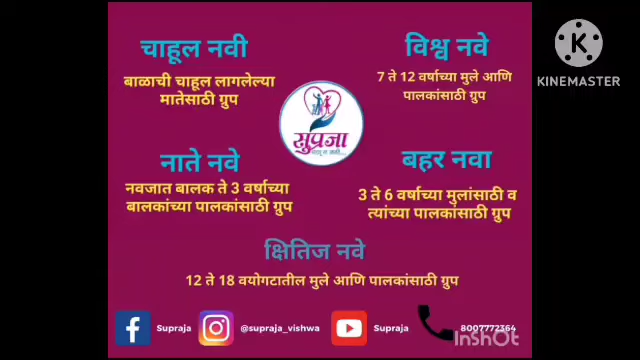 चाहूल नवी
बाळाची चाहूल लागलेल्या
मातेसाठी ग्रुप
विश्व नवे
7 ते 12 वर्षाच्या मुले आणि
पालकांसाठी ग्रुप
KINEMASTER
सुप्रजा
नाते नवे
नवजात बालक ते 3 वर्षाच्या
बालकांच्या पालकांसाठी ग्रुप
बहर नवा
3 ते 6 वर्षाच्या मुलांसाठी व
त्यांच्या पालकांसाठी ग्रुप
क्षितिज नवे
12 ते 18 वयोगटातील मुले आणि पालकांसाठी ग्रुप
Supraja @supraja_vishwa Supraja 8007772364
InShOt